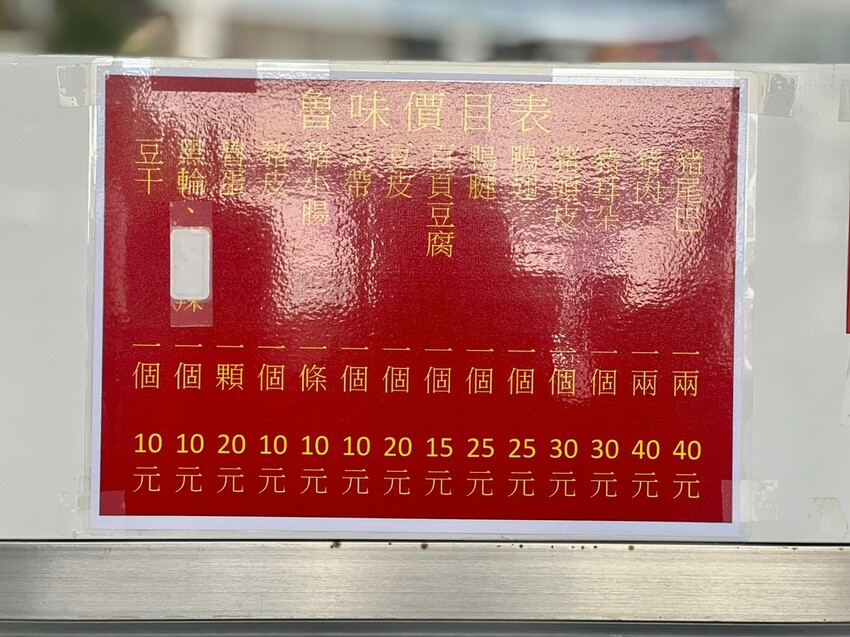 魯味價目表
豬尾巴 一兩 40元
豬肉 一兩 40元
豬耳朵 一個 30元
豬頭皮 一個 30元
鴨翅 一個 25元
鴨腱 一個 25元
百頁豆腐 一個 15元
豆皮 一個 20元
海帶 一個 10元
豬小腸 一條 10元
豬皮 一個 10元
魯蛋 一顆 20元
黑輪、辣 一個 10元
豆干 一個 10元